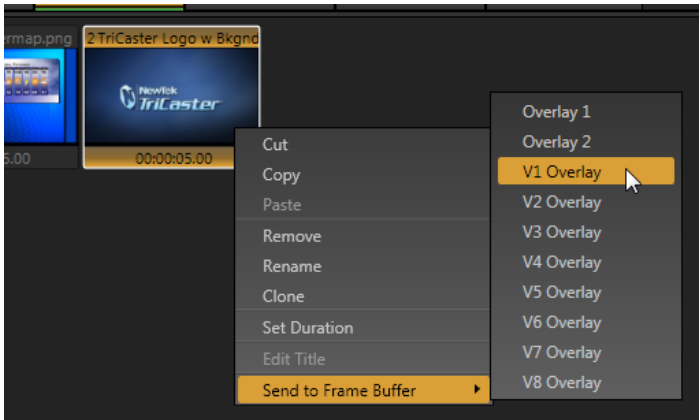 ermap.png
2 TriCaster Logo w Bkgnd
NewTek
TriCaster
5.00
00:00:05.00
Cut
Copy
Paste
Remove
Rename
Clone
Set Duration
Edit Title
Send to Frame Buffer
Overlay 1
Overlay 2
V1 Overlay
V2 Overlay
V3 Overlay
V4 Overlay
V5 Overlay
V6 Overlay
V7 Overlay
V8 Overlay